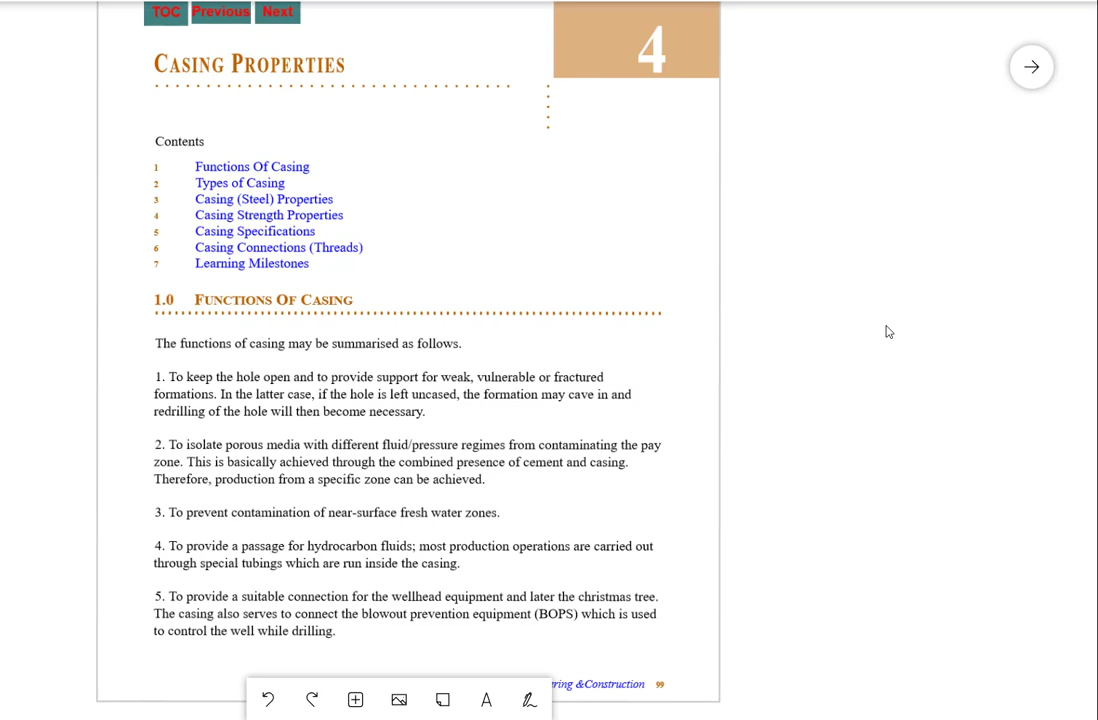 TOC Previous Next
4
CASING PROPERTIES
Contents
1 Functions Of Casing
2 Types of Casing
3 Casing (Steel) Properties
4 Casing Strength Properties
5 Casing Specifications
6 Casing Connections (Threads)
7 Learning Milestones
1.0 FUNCTIONS OF CASING
The functions of casing may be summarised as follows.
1. To keep the hole open and to provide support for weak, vulnerable or fractured
formations. In the latter case, if the hole is left uncased, the formation may cave in and
redrilling of the hole will then become necessary.
2. To isolate porous media with different fluid/pressure regimes from contaminating the pay
zone. This is basically achieved through the combined presence of cement and casing.
Therefore, production from a specific zone can be achieved.
3. To prevent contamination of near-surface fresh water zones.
4. To provide a passage for hydrocarbon fluids; most production operations are carried out
through special tubings which are run inside the casing.
5. To provide a suitable connection for the wellhead equipment and later the christmas tree.
The casing also serves to connect the blowout prevention equipment (BOPS) which is used
to control the well while drilling.
&Construction 99